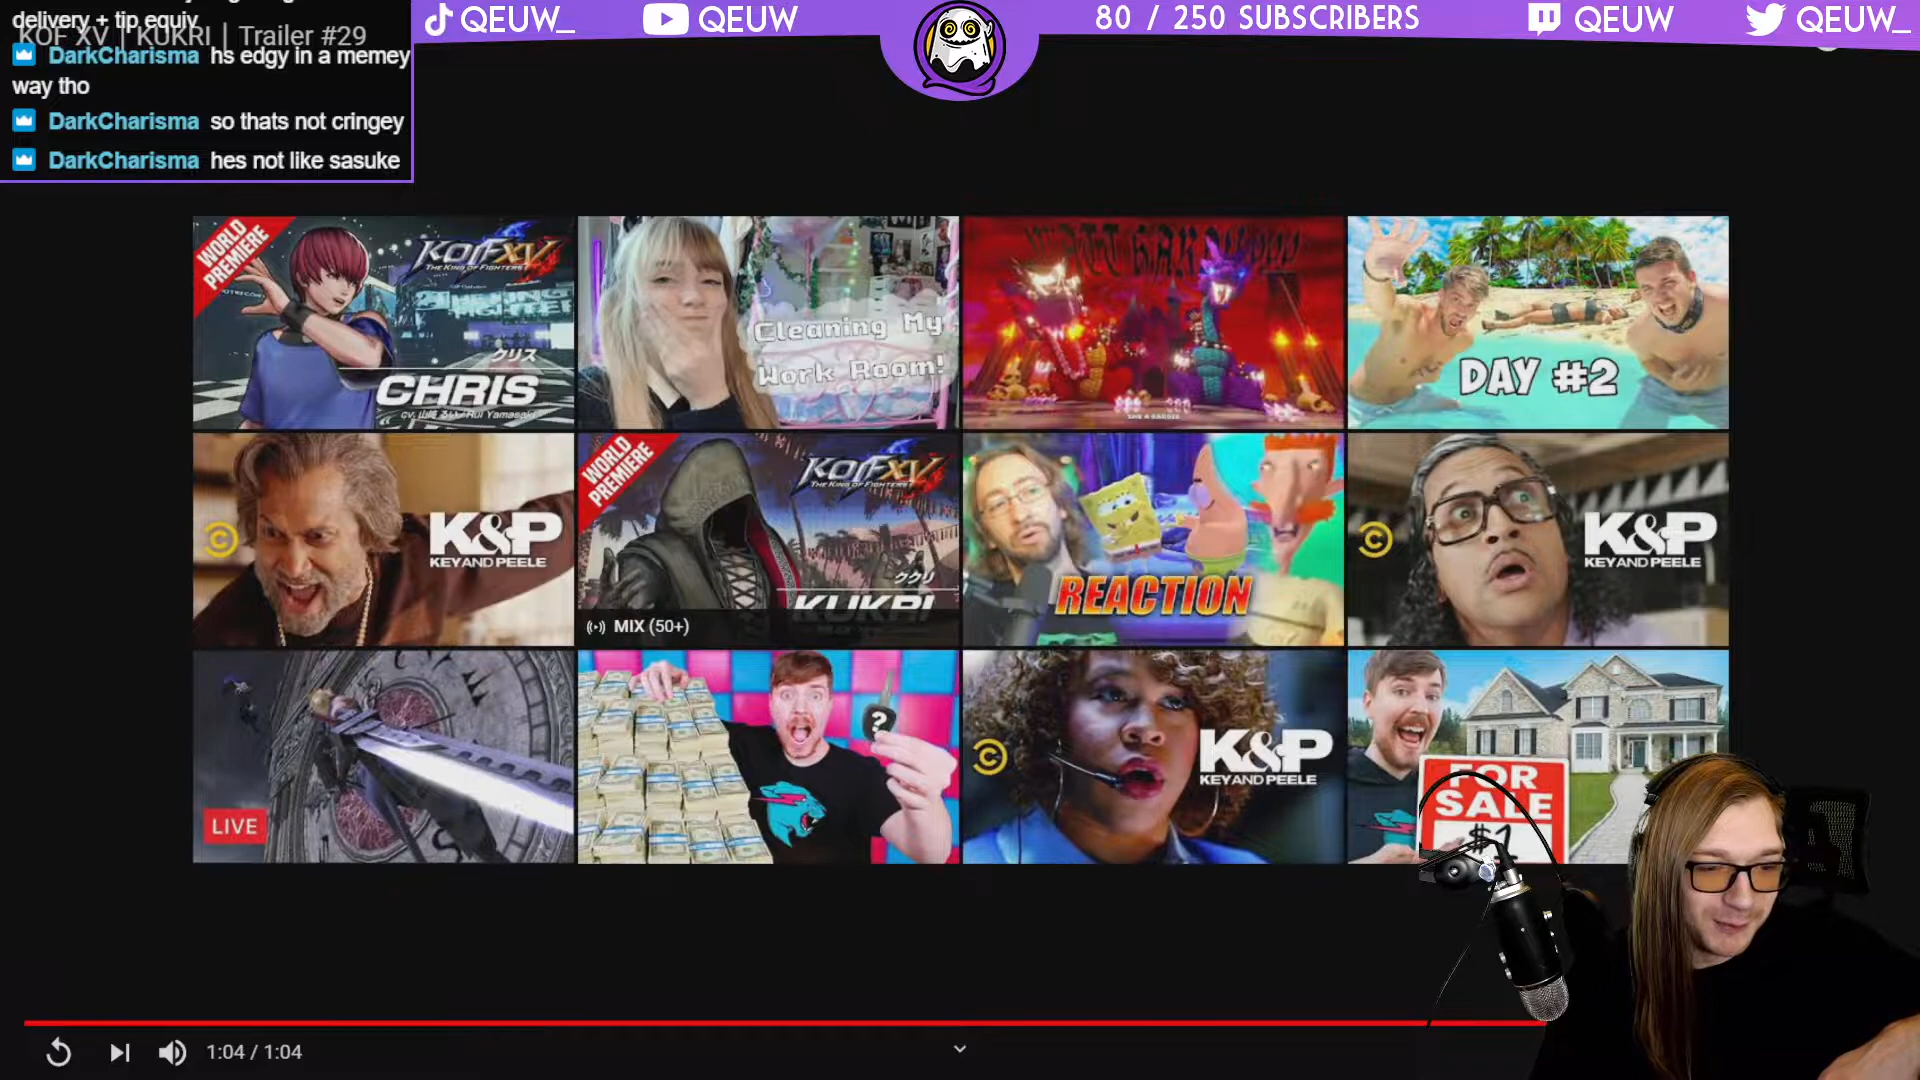 delivery + tip equiv
KOF XV | KUKRI | Trailer #29
DarkCharisma hs edgy in a memey
way tho
DarkCharisma so thats not cringey
DarkCharisma hes not like sasuke
QEUW_
QEUW
80 / 250 SUBSCRIBERS
QEUW
QEUW_
WORLD PREMIERE
KOF XV
THE KING OF FIGHTERS
クリス
CHRIS
Cleaning My
Work Room!
DAY #2
K&P
KEY AND PEELE
WORLD PREMIERE
KOF XV
THE KING OF FIGHTERS
ククリ
KUKRI
MIX (50+)
REACTION
K&P
KEY AND PEELE
LIVE
?
K&P
KEY AND PEELE
FOR
SALE
$1
1:04 / 1:04